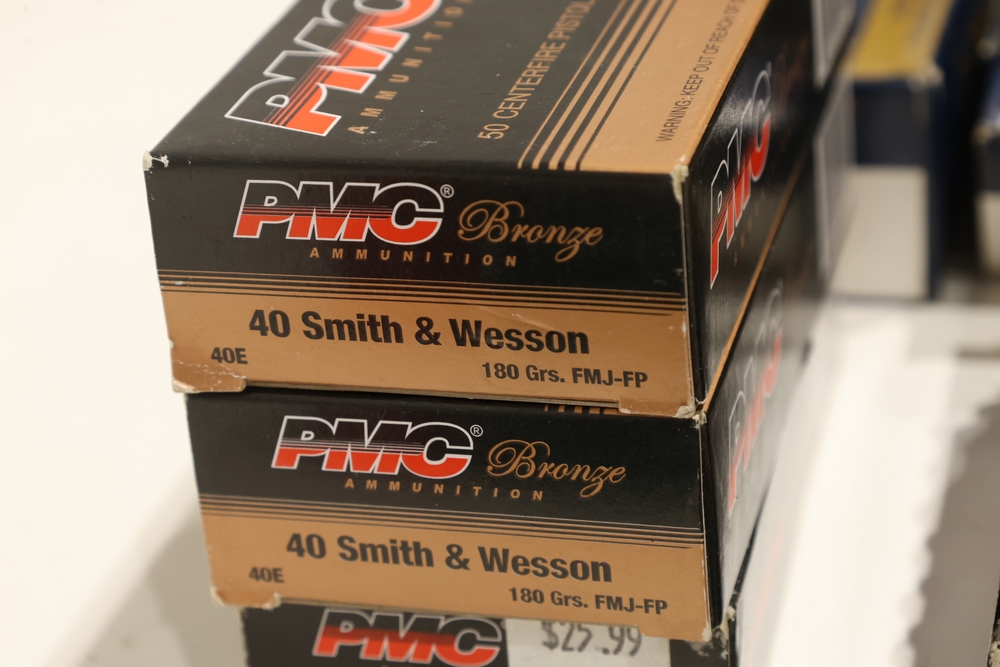 PMC
AMMUNITION
50 CENTERFIRE PISTOL
WARNING: KEEP OUT OF REACH OF
PMC® Bronze
AMMUNITION
40 Smith & Wesson
40E
180 Grs. FMJ-FP
PMC
PMC® Bronze
AMMUNITION
40 Smith & Wesson
40E
180 Grs. FMJ-FP
PMC
$25.99